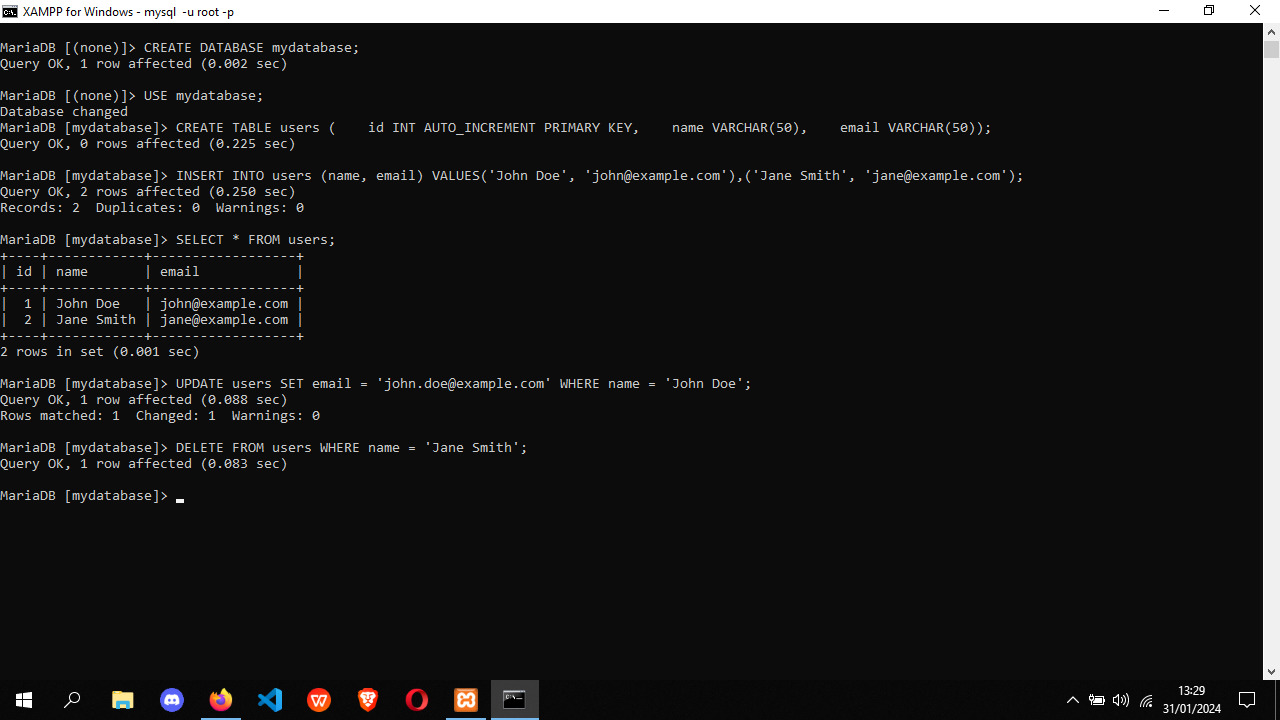 XAMPP for Windows - mysql  -u root -p
MariaDB [(none)]> CREATE DATABASE mydatabase;
Query OK, 1 row affected (0.002 sec)
MariaDB [(none)]> USE mydatabase;
Database changed
MariaDB [mydatabase]> CREATE TABLE users (    id INT AUTO_INCREMENT PRIMARY KEY,    name VARCHAR(50),    email VARCHAR(50));
Query OK, 0 rows affected (0.225 sec)
MariaDB [mydatabase]> INSERT INTO users (name, email) VALUES('John Doe', 'john@example.com'),('Jane Smith', 'jane@example.com');
Query OK, 2 rows affected (0.250 sec)
Records: 2  Duplicates: 0  Warnings: 0
MariaDB [mydatabase]> SELECT * FROM users;
+----+------------+------------------+
| id | name       | email            |
+----+------------+------------------+
|  1 | John Doe   | john@example.com |
|  2 | Jane Smith | jane@example.com |
+----+------------+------------------+
2 rows in set (0.001 sec)
MariaDB [mydatabase]> UPDATE users SET email = 'john.doe@example.com' WHERE name = 'John Doe';
Query OK, 1 row affected (0.088 sec)
Rows matched: 1  Changed: 1  Warnings: 0
MariaDB [mydatabase]> DELETE FROM users WHERE name = 'Jane Smith';
Query OK, 1 row affected (0.083 sec)
MariaDB [mydatabase]>
13:29
31/01/2024